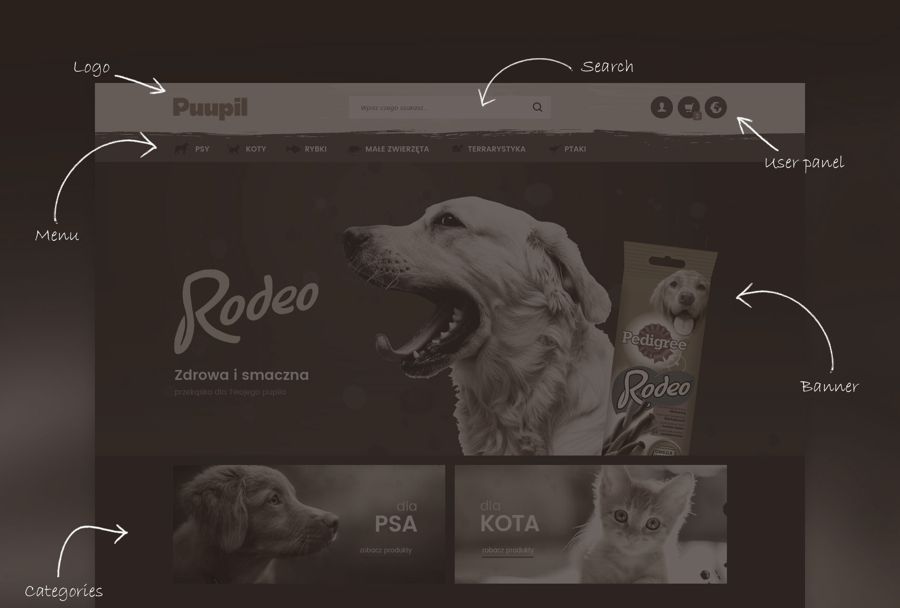 Logo
Search
Puupil
Wpisz czego szukasz...
User panel
PSY
KOTY
RYBKI
MAŁE ZWIERZĘTA
TERRARYSTYKA
PTAKI
Menu
Rodeo
Zdrowa i smaczna
przekąska dla Twojego pupila
Pedigree
Rodeo
Banner
dla
PSA
zobacz produkty
dla
KOTA
zobacz produkty
Categories